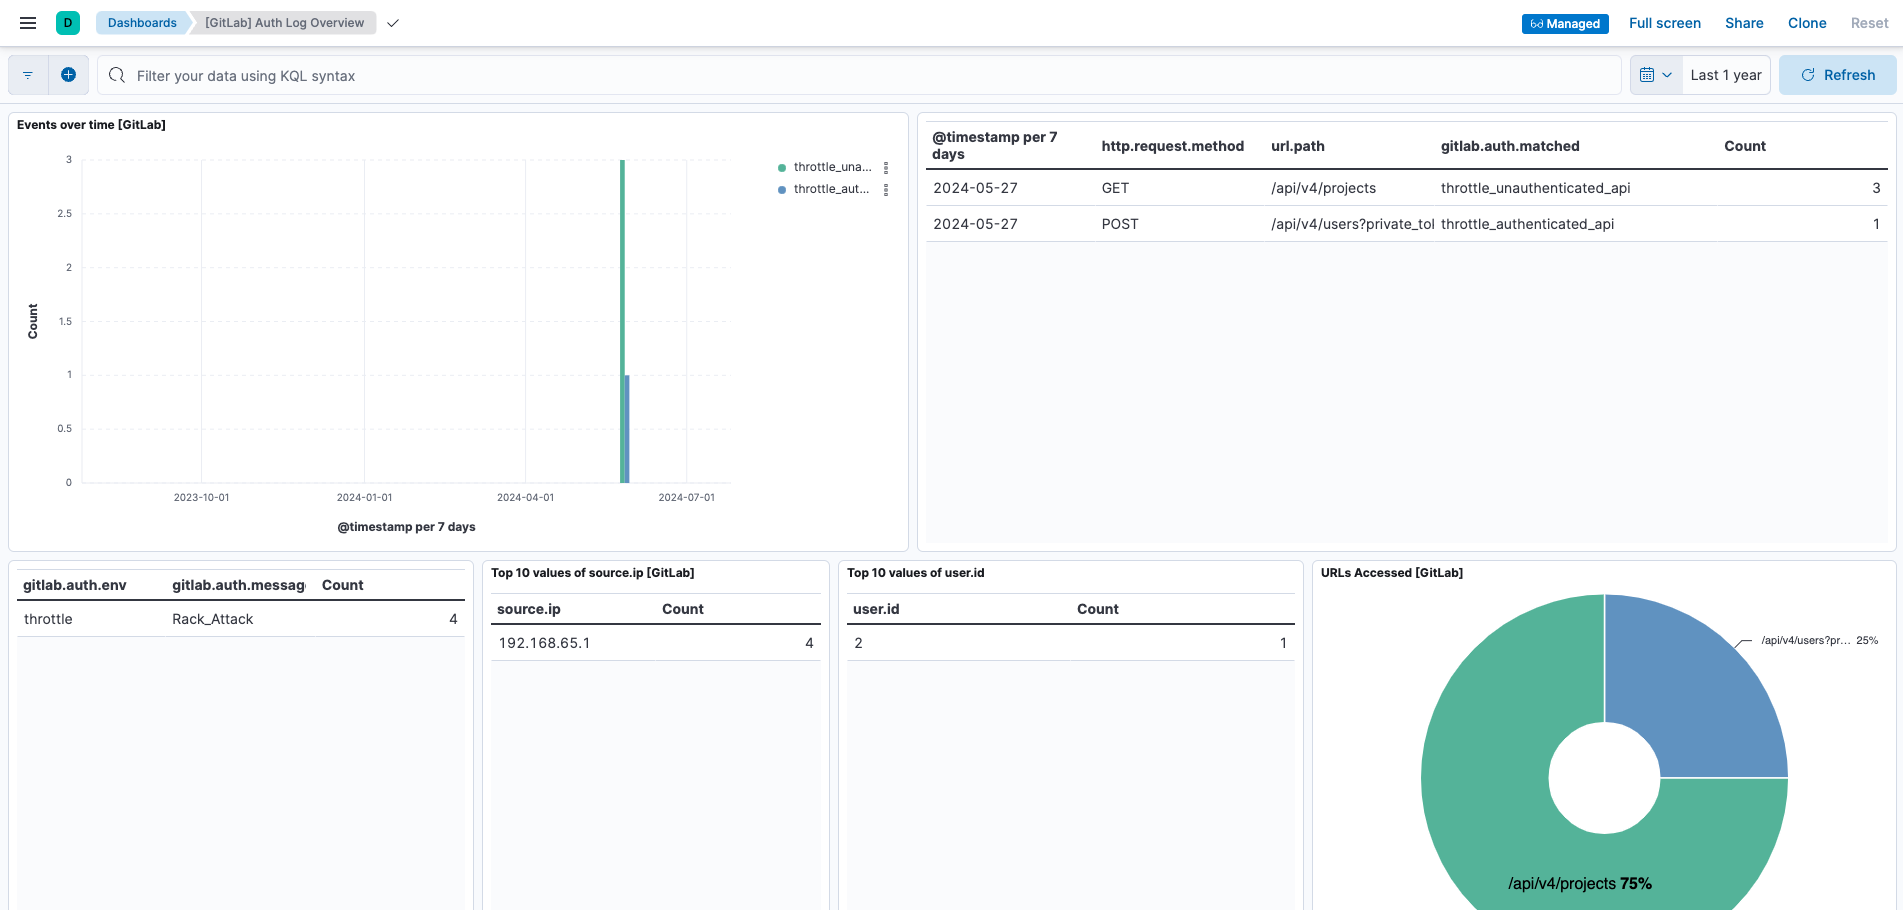 D
Dashboards
[GitLab] Auth Log Overview
Managed
Full screen
Share
Clone
Reset
Filter your data using KQL syntax
Last 1 year
Refresh
Events over time [GitLab]
3
2.5
2
1.5
1
0.5
0
Count
2023-10-01
2024-01-01
2024-04-01
2024-07-01
@timestamp per 7 days
throttle_una...
throttle_aut...
@timestamp per 7
days
http.request.method
url.path
gitlab.auth.matched
Count
2024-05-27 GET /api/v4/projects throttle_unauthenticated_api 3
2024-05-27 POST /api/v4/users?private_tol throttle_authenticated_api 1
gitlab.auth.env gitlab.auth.messag Count
throttle Rack_Attack 4
Top 10 values of source.ip [GitLab]
source.ip Count
192.168.65.1 4
Top 10 values of user.id
user.id Count
2 1
URLs Accessed [GitLab]
/api/v4/users?pr... 25%
/api/v4/projects 75%